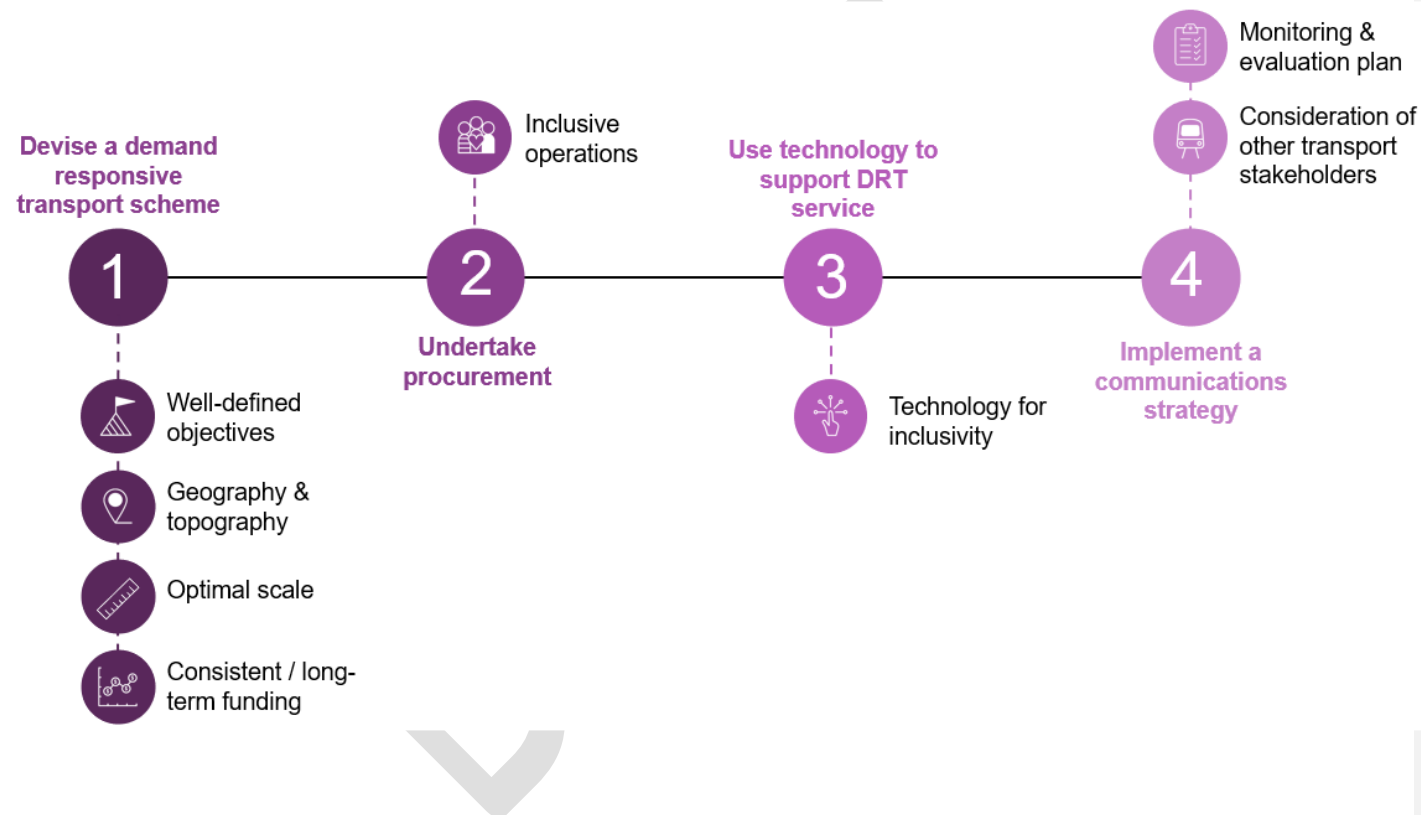 Devise a demand
responsive
transport scheme
1
Well-defined
objectives
Geography &
topography
Optimal scale
Consistent / long-
term funding
Inclusive
operations
2
Undertake
procurement
Use technology to
support DRT
service
3
Technology for
inclusivity
Monitoring &
evaluation plan
Consideration of
other transport
stakeholders
4
Implement a
communications
strategy